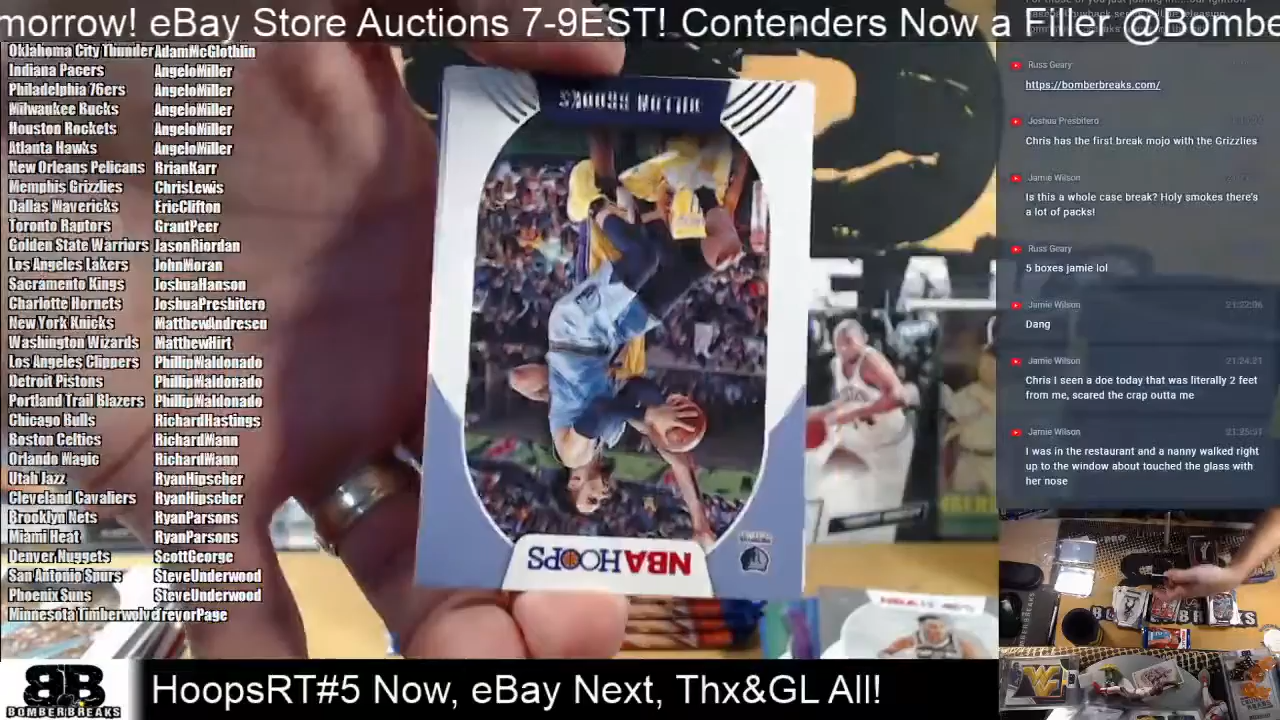 morrow! eBay Store Auctions 7-9EST! Contenders Now a Filler @Bombe
Oklahoma City Thunder AdamMcGlothlin
Indiana Pacers AngeloMiller
Philadelphia 76ers AngeloMiller
Milwaukee Bucks AngeloMiller
Houston Rockets AngeloMiller
Atlanta Hawks AngeloMiller
New Orleans Pelicans BrianKarr
Memphis Grizzlies ChrisLewis
Dallas Mavericks EricClifton
Toronto Raptors GrantPeer
Golden State Warriors JasonRiordan
Los Angeles Lakers JohnMoran
Sacramento Kings JoshuaHanson
Charlotte Hornets JoshuaPresbitero
New York Knicks MatthewAndresen
Washington Wizards MatthewHirt
Los Angeles Clippers PhillipMaldonado
Detroit Pistons PhillipMaldonado
Portland Trail Blazers PhillipMaldonado
Chicago Bulls RichardHastings
Boston Celtics RichardMann
Orlando Magic RichardMann
Utah Jazz RyanHipscher
Cleveland Cavaliers RyanHipscher
Brooklyn Nets RyanParsons
Miami Heat RyanParsons
Denver Nuggets ScottGeorge
San Antonio Spurs SteveUnderwood
Phoenix Suns SteveUnderwood
Minnesota Timberwolve TrevorPage
DILLON BROOKS
NBA HOOPS
Russ Geary
https://bomberbreaks.com/
Joshua Presbitero
Chris has the first break mojo with the Grizzlies
Jamie Wilson
Is this a whole case break? Holy smokes there's
a lot of packs!
Russ Geary
5 boxes jamie lol
Jamie Wilson
Dang
Jamie Wilson 21:24:21
Chris I seen a doe today that was literally 2 feet
from me, scared the crap outta me
Jamie Wilson
I was in the restaurant and a nanny walked right
up to the window about touched the glass with
her nose
BB
BOMBERBREAKS
HoopsRT#5 Now, eBay Next, Thx&GL All!